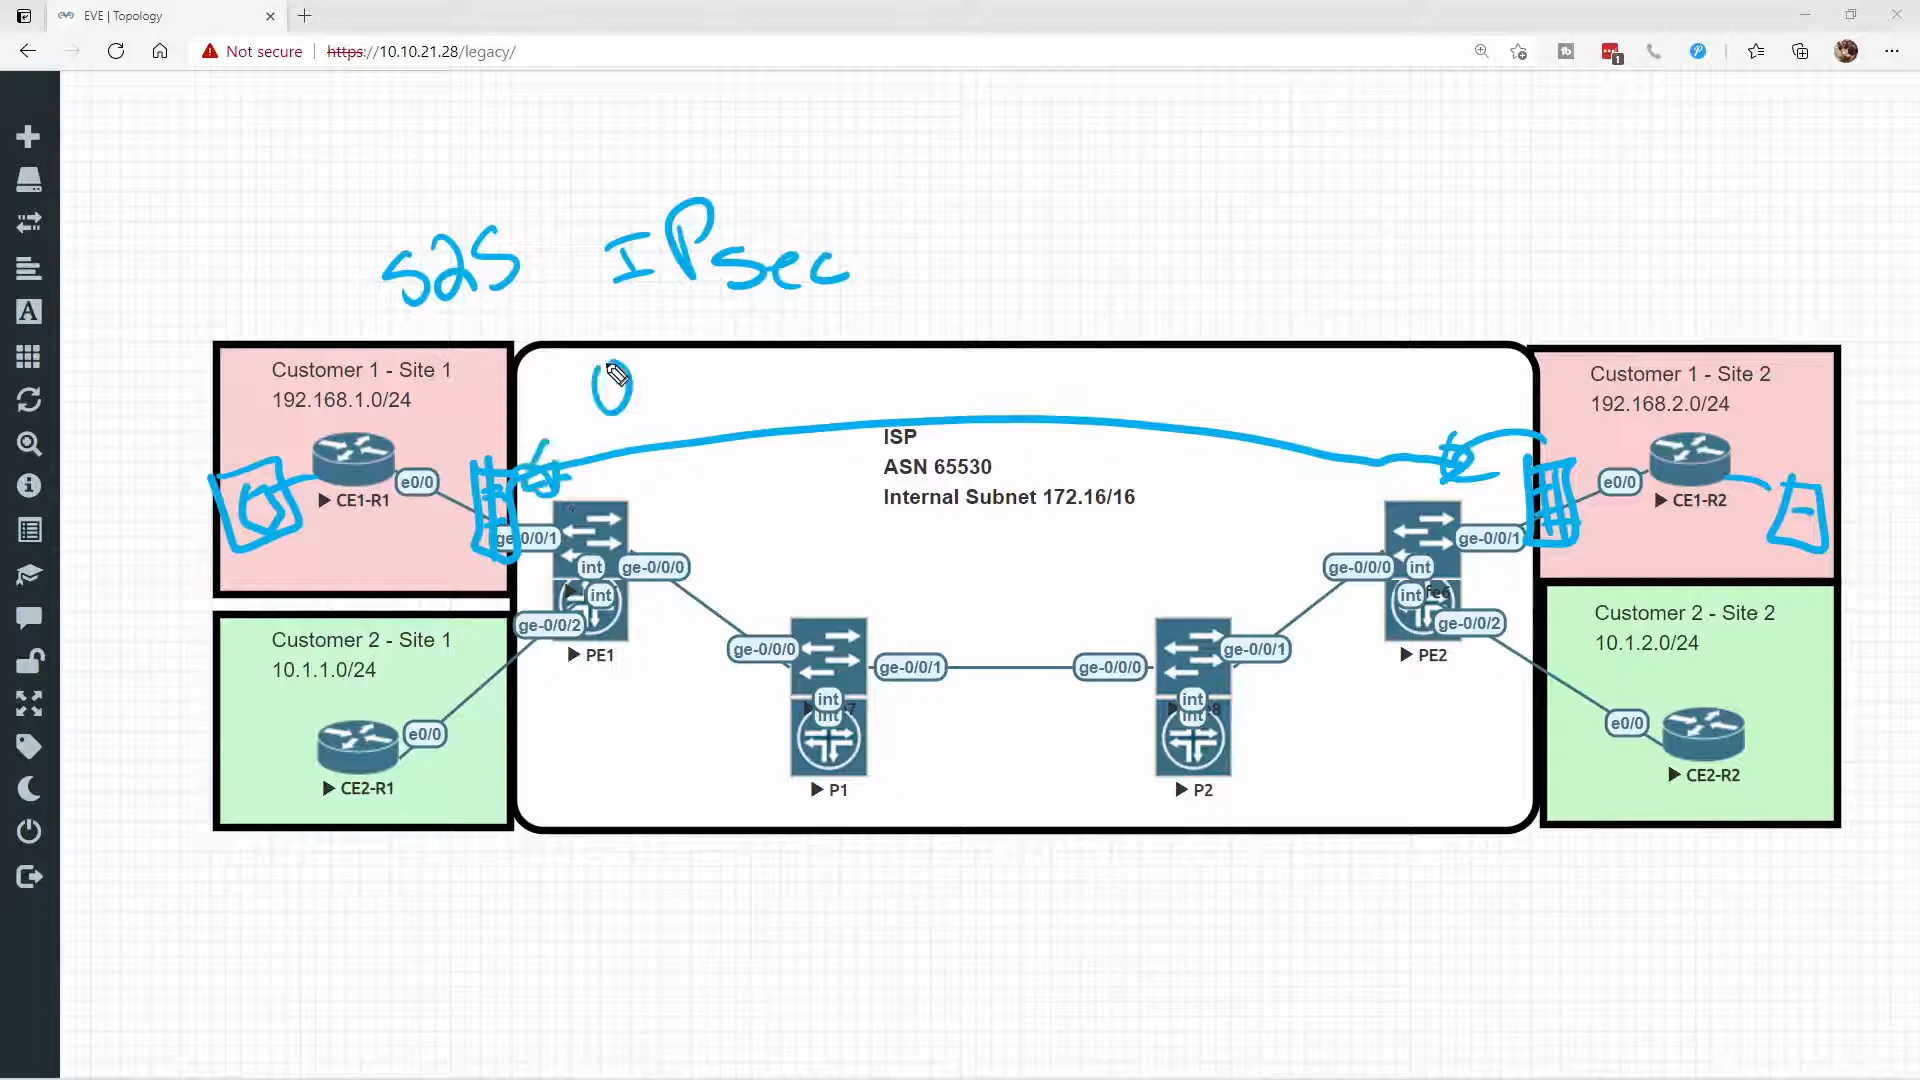 EVE | Topology
Not secure
https://10.10.21.28/legacy/
1
S2S IPsec
Customer 1 - Site 1
192.168.1.0/24
e0/0
CE1-R1
ISP
ASN 65530
Internal Subnet 172.16/16
Customer 1 - Site 2
192.168.2.0/24
e0/0
CE1-R2
ge-0/0/1
int
ge-0/0/0
int
ge-0/0/2
PE1
ge-0/0/0
int
ge-0/0/1
int
ge-0/0/2
PE2
ge-0/0/0
ge-0/0/1
int
int
P1
ge-0/0/0
ge-0/0/1
int
int
P2
Customer 2 - Site 1
10.1.1.0/24
e0/0
CE2-R1
Customer 2 - Site 2
10.1.2.0/24
e0/0
CE2-R2